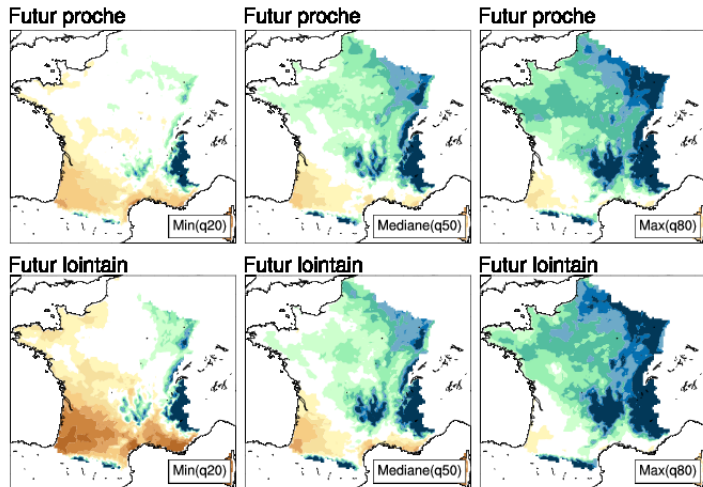 Futur proche
Futur proche
Futur proche
Min(q20)
Mediane(q50)
Max(q80)
Futur lointain
Futur lointain
Futur lointain
Min(q20)
Mediane(q50)
Max(q80)